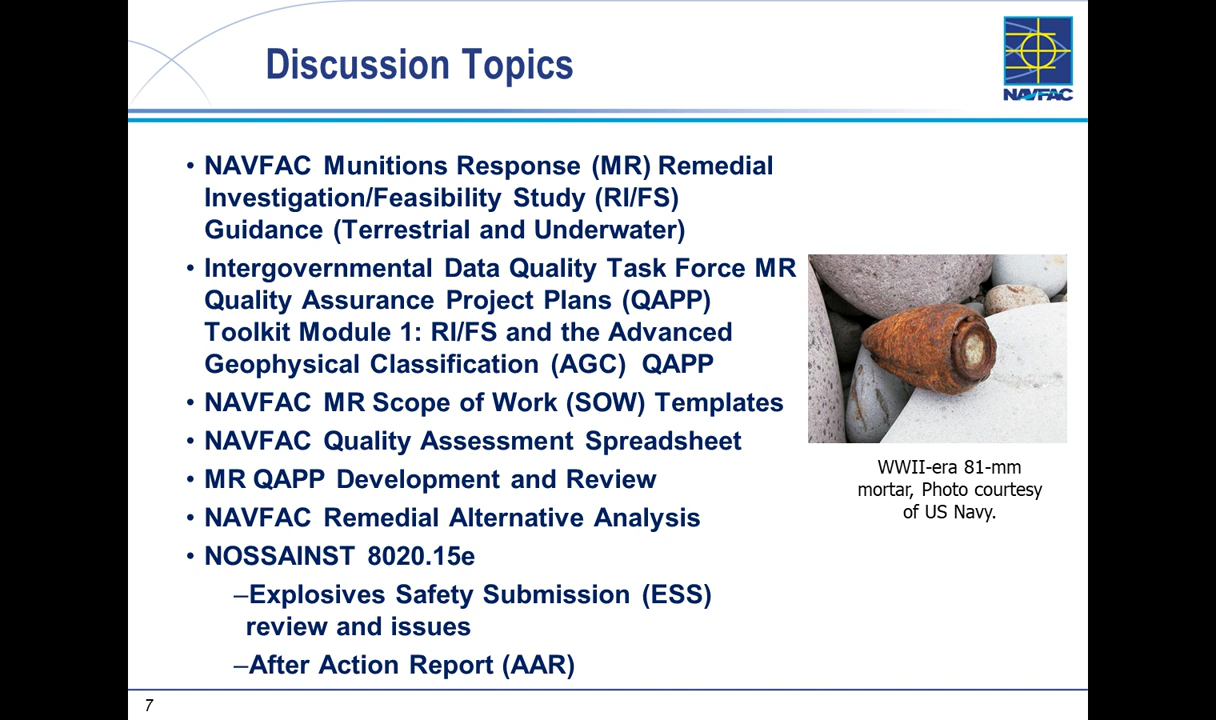 Discussion Topics
NAVFAC
• NAVFAC Munitions Response (MR) Remedial
Investigation/Feasibility Study (RI/FS)
Guidance (Terrestrial and Underwater)
• Intergovernmental Data Quality Task Force MR
Quality Assurance Project Plans (QAPP)
Toolkit Module 1: RI/FS and the Advanced
Geophysical Classification (AGC) QAPP
• NAVFAC MR Scope of Work (SOW) Templates
• NAVFAC Quality Assessment Spreadsheet
• MR QAPP Development and Review
• NAVFAC Remedial Alternative Analysis
• NOSSAINST 8020.15e
–Explosives Safety Submission (ESS)
review and issues
–After Action Report (AAR)
WWII-era 81-mm
mortar, Photo courtesy
of US Navy.
7